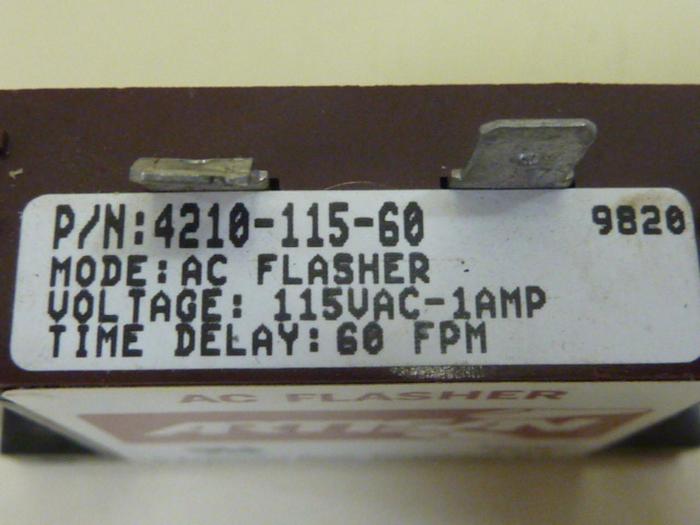 P/N:4210-115-60 9820
MODE:AC FLASHER
VOLTAGE: 115VAC-1AMP
TIME DELAY:60 FPM
AC FLASHER